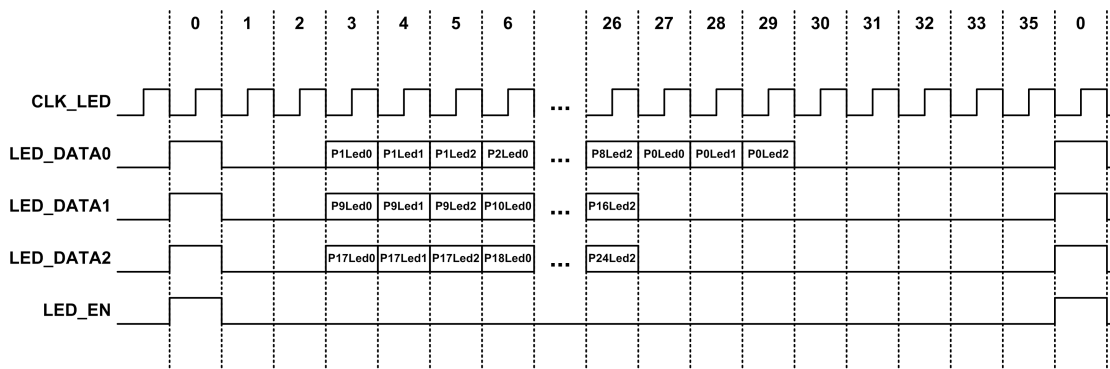 0 1 2 3 4 5 6 26 27 28 29 30 31 32 33 35 0
CLK_LED ...
LED_DATA0 P1Led0 P1Led1 P1Led2 P2Led0 ... P8Led2 P0Led0 P0Led1 P0Led2
LED_DATA1 P9Led0 P9Led1 P9Led2 P10Led0 ... P16Led2
LED_DATA2 P17Led0 P17Led1 P17Led2 P18Led0 ... P24Led2
LED_EN